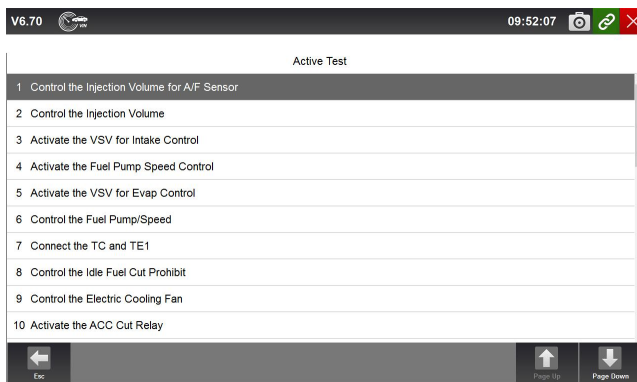 V6.70
VIN
09:52:07
Active Test
1 Control the Injection Volume for A/F Sensor
2 Control the Injection Volume
3 Activate the VSV for Intake Control
4 Activate the Fuel Pump Speed Control
5 Activate the VSV for Evap Control
6 Control the Fuel Pump/Speed
7 Connect the TC and TE1
8 Control the Idle Fuel Cut Prohibit
9 Control the Electric Cooling Fan
10 Activate the ACC Cut Relay
Esc
Page Up
Page Down